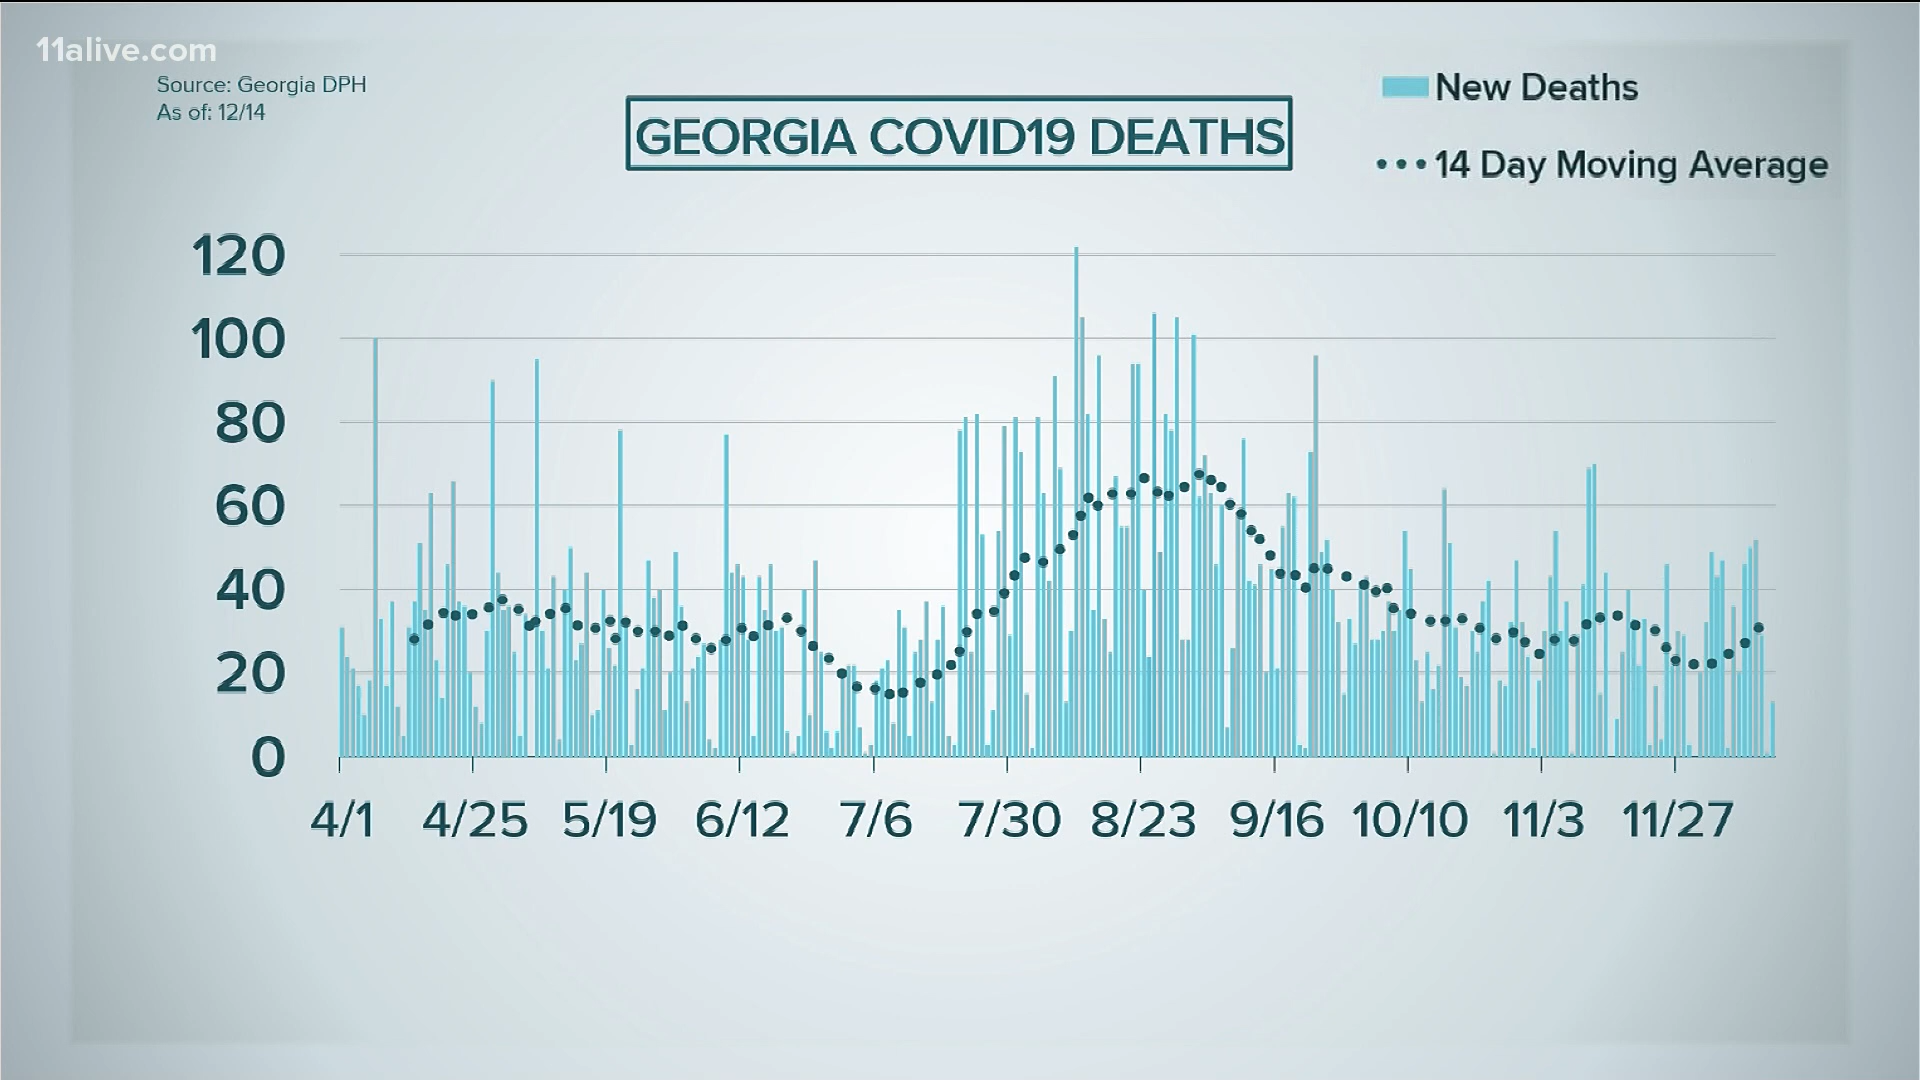 11alive.com
Source: Georgia DPH
As of: 12/14
GEORGIA COVID19 DEATHS
New Deaths
14 Day Moving Average
120
100
80
60
40
20
0
4/1 4/25 5/19 6/12 7/6 7/30 8/23 9/16 10/10 11/3 11/27